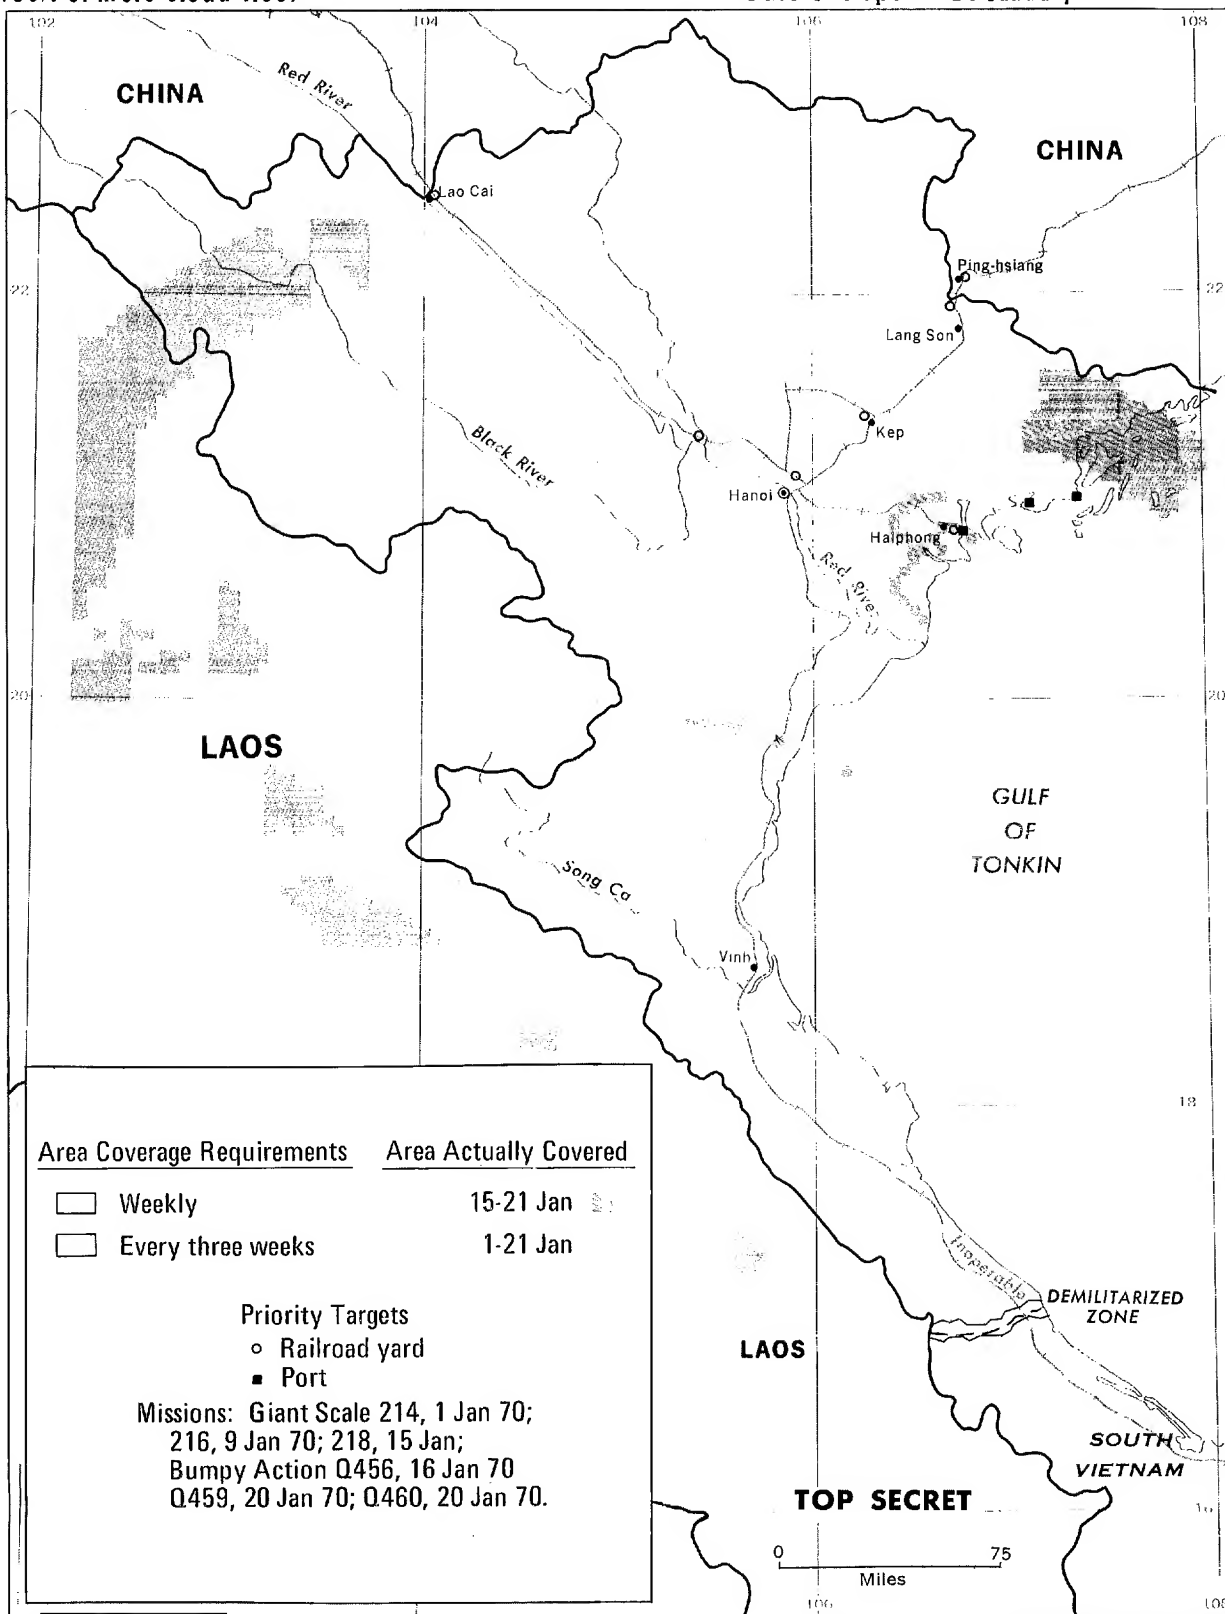 102
104
106
108
Red River
CHINA
CHINA
Lao Cai
Ping-hsiang
22
22
Lang Son
Kep
Black River
Hanoi
Haiphong
Red River
20
20
LAOS
GULF
OF
TONKIN
Song Ca
Vinh
18
Area Coverage Requirements Area Actually Covered
Weekly 15-21 Jan
Every three weeks 1-21 Jan
Inoperable
DEMILITARIZED
ZONE
Priority Targets
Railroad yard
Port
LAOS
Missions: Giant Scale 214, 1 Jan 70;
216, 9 Jan 70; 218, 15 Jan;
Bumpy Action Q456, 16 Jan 70
Q459, 20 Jan 70; Q460, 20 Jan 70.
SOUTH
VIETNAM
TOP SECRET
16
0 75
Miles
106